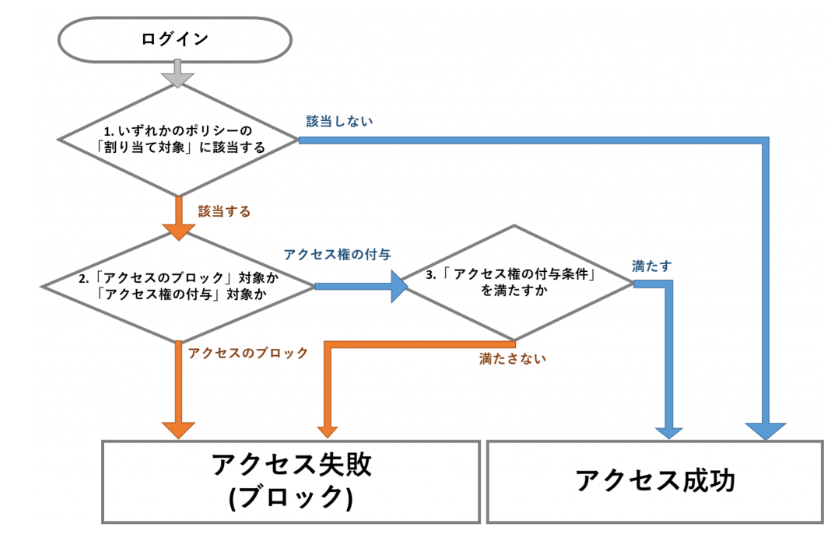 ログイン
1. いずれかのポリシーの
「割り当て対象」に該当する
該当しない
該当する
2.「アクセスのブロック」対象か
「アクセス権の付与」対象か
アクセス権の付与
3.「 アクセス権の付与条件」
を満たすか
満たす
アクセスのブロック
満たさない
アクセス失敗
(ブロック)
アクセス成功